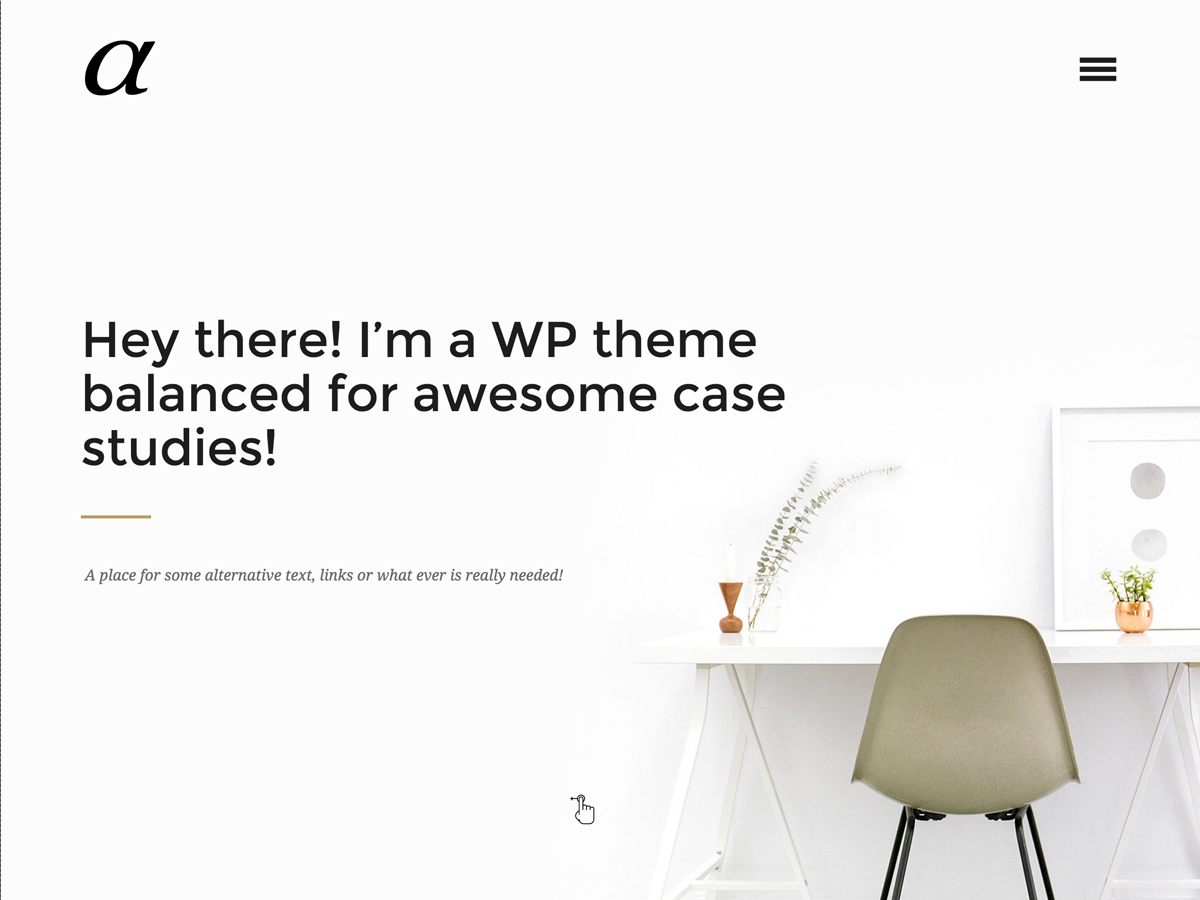 α
Hey there! I’m a WP theme
balanced for awesome case
studies!
A place for some alternative text, links or what ever is really needed!